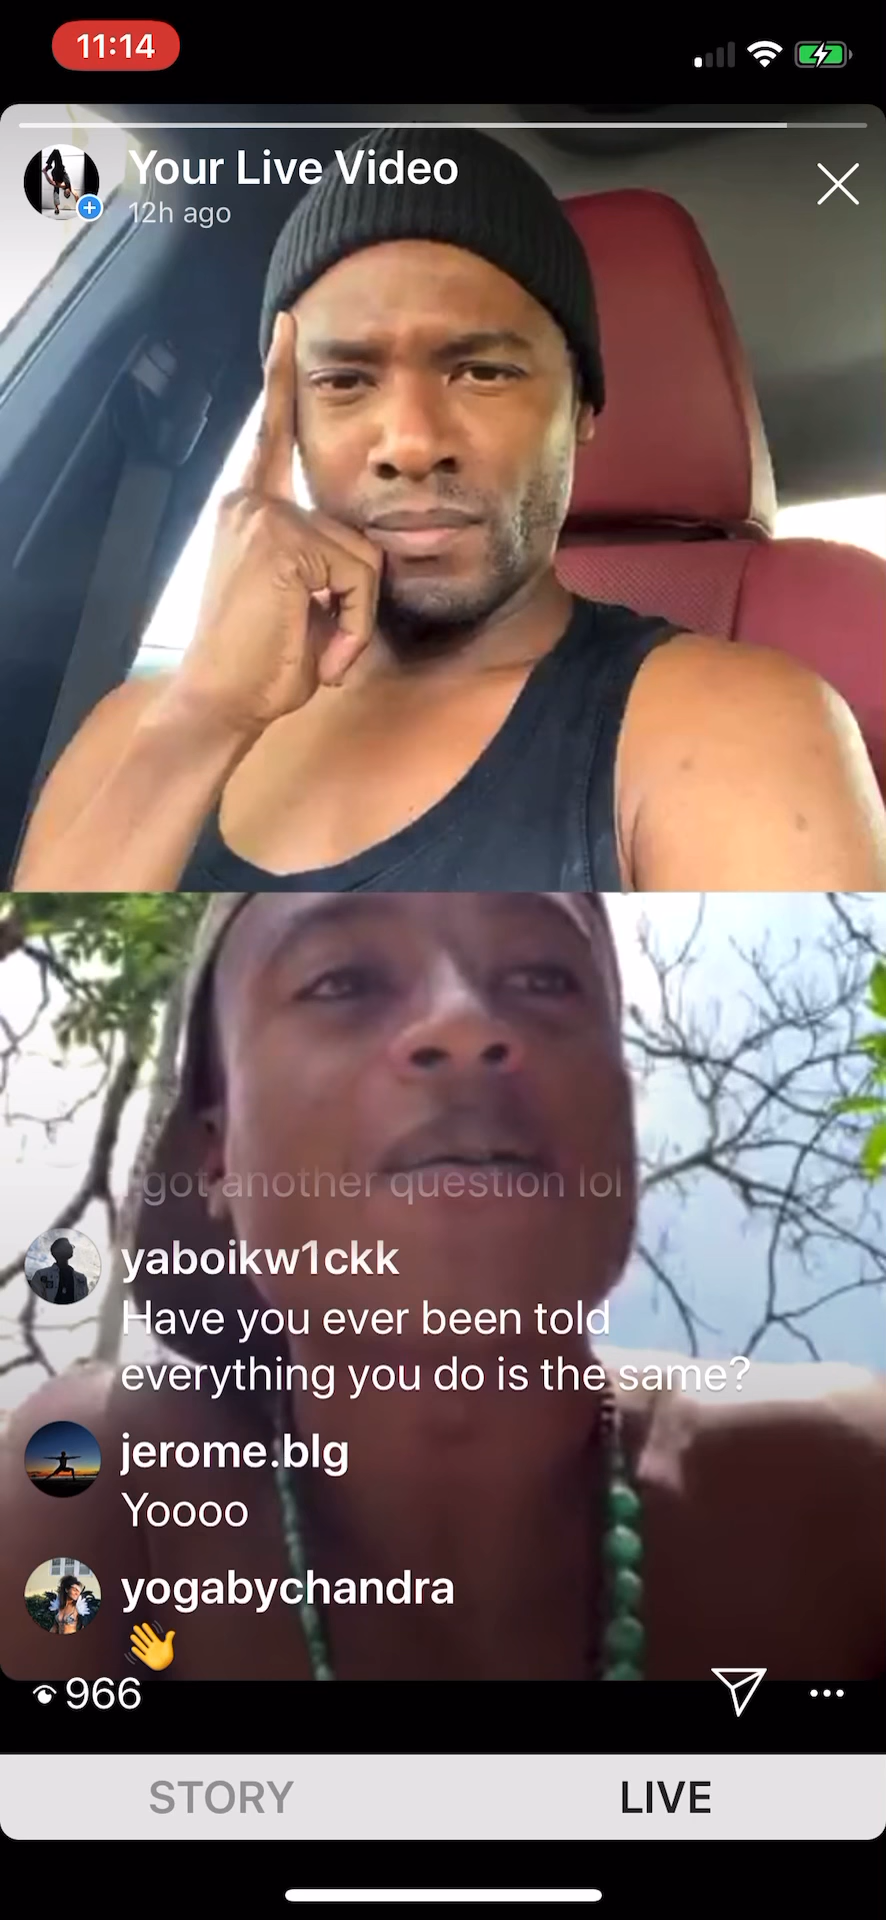 11:14
Your Live Video
12h ago
got another question lol
yaboikw1ckk
Have you ever been told
everything you do is the same?
jerome.blg
Yoooo
yogabychandra
👋
966
STORY
LIVE